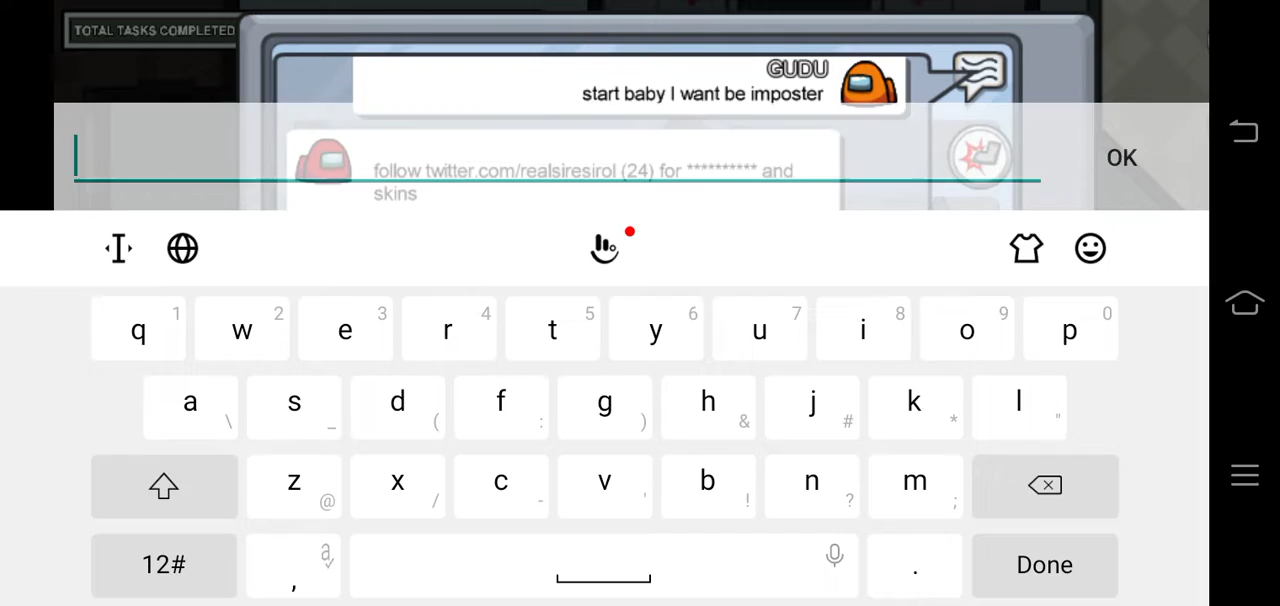 TOTAL TASKS COMPLETED
GUDU
start baby I want be imposter
follow twitter.com/realsiresirol (24) for ********** and
skins
OK
q 1 w 2 e 3 r 4 t 5 y 6 u 7 i 8 o 9 p 0
a \ s _ d ( f : g ) h & j # k * l "
z @ x / c - v ' b ! n ? m ;
12# , a . Done